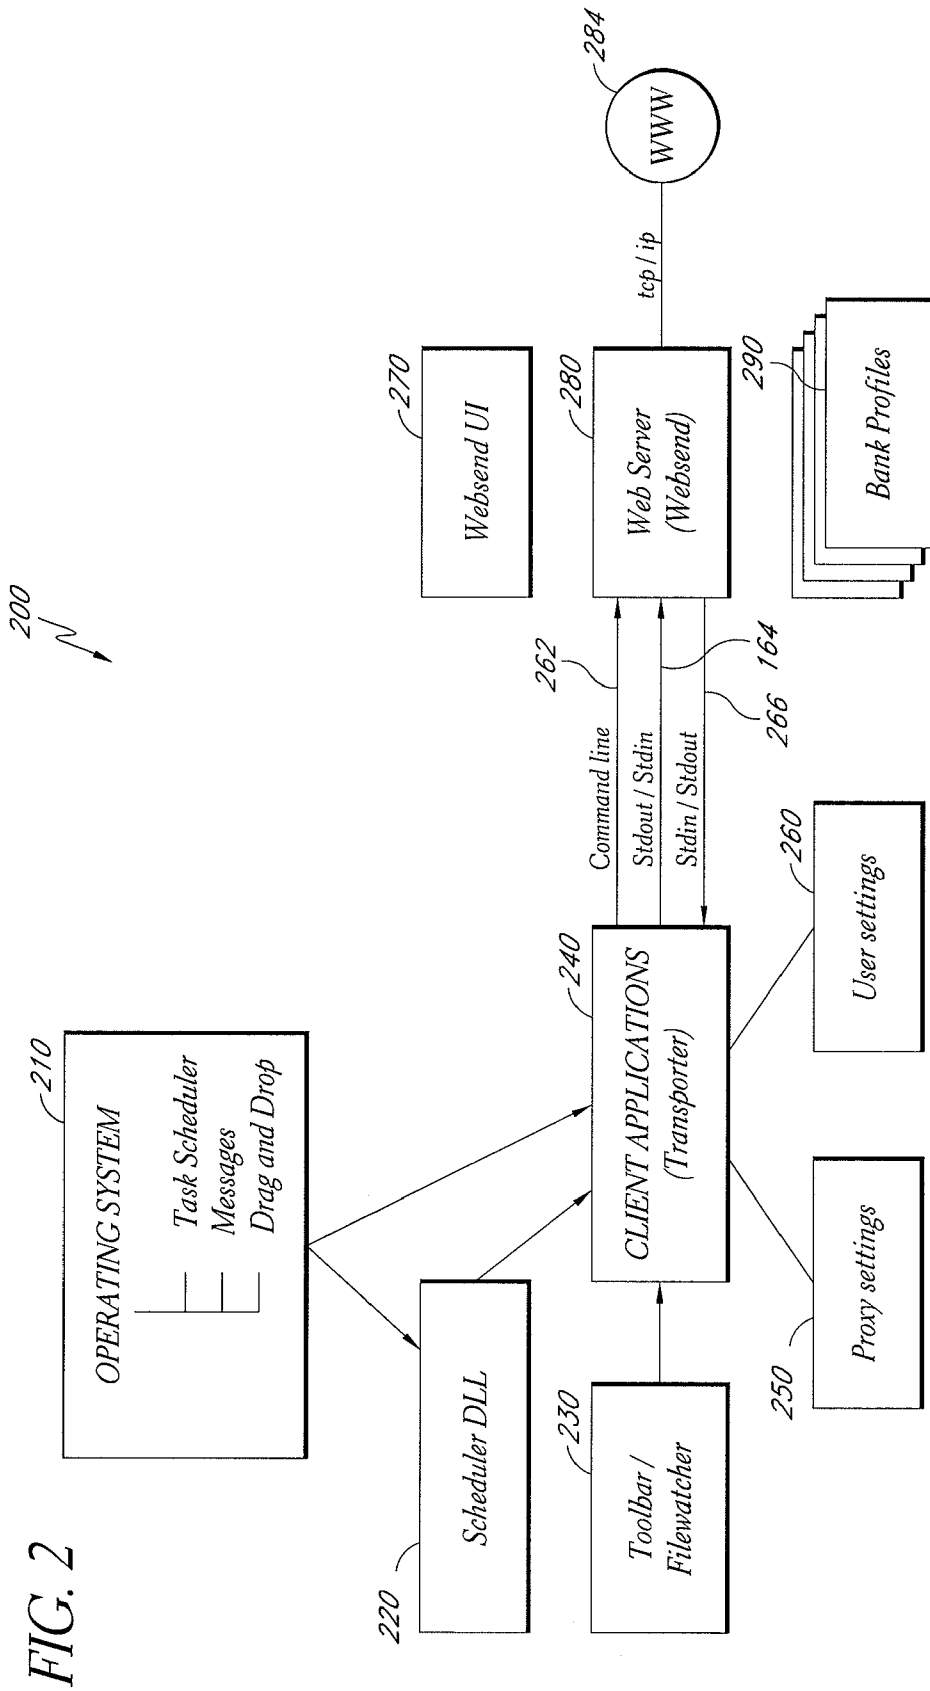 FIG. 2
200
210
OPERATING SYSTEM
Task Scheduler
Messages
Drag and Drop
220
Scheduler DLL
230
Toolbar /
Filewatcher
240
CLIENT APPLICATIONS
(Transporter)
250
Proxy settings
260
User settings
Command line
262
Stdout / Stdin
164
Stdin / Stdout
266
270
Websend UI
280
Web Server
(Websend)
290
Bank Profiles
tcp / ip
284
WWW